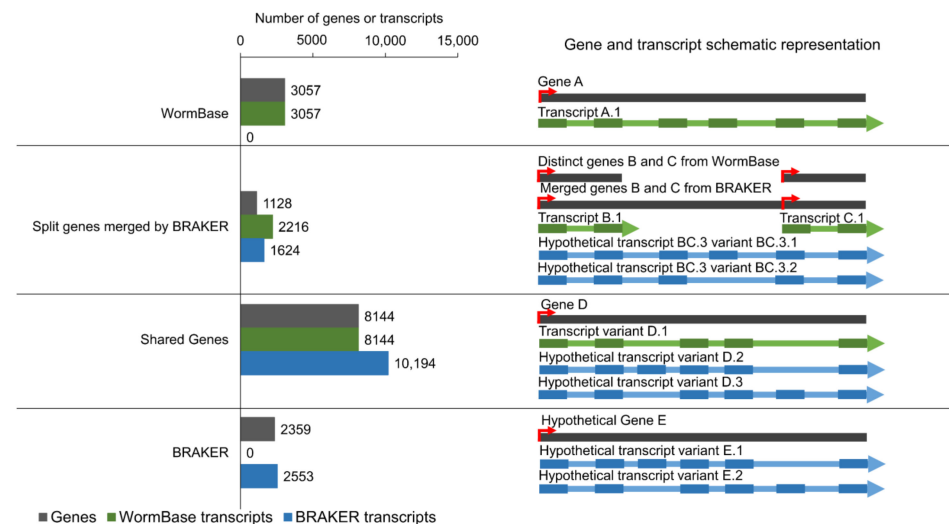 Number of genes or transcripts
0 5000 10,000 15,000
Gene and transcript schematic representation
WormBase
3057
3057
0
Gene A
Transcript A.1
Split genes merged by BRAKER
1128
2216
1624
Distinct genes B and C from WormBase
Merged genes B and C from BRAKER
Transcript B.1 Transcript C.1
Hypothetical transcript BC.3 variant BC.3.1
Hypothetical transcript BC.3 variant BC.3.2
Shared Genes
8144
8144
10,194
Gene D
Transcript variant D.1
Hypothetical transcript variant D.2
Hypothetical transcript variant D.3
BRAKER
2359
0
2553
Hypothetical Gene E
Hypothetical transcript variant E.1
Hypothetical transcript variant E.2
Genes WormBase transcripts BRAKER transcripts